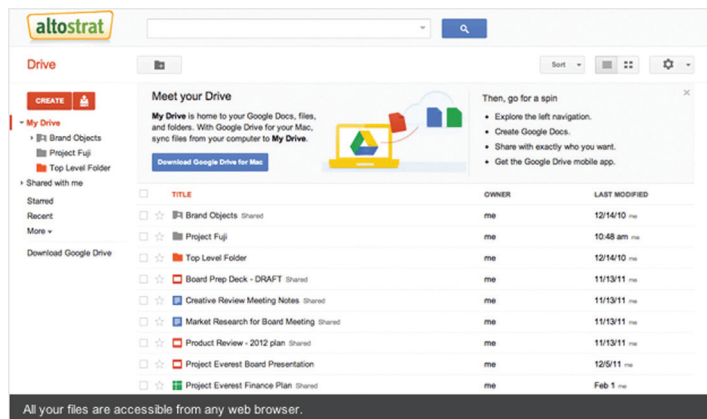 altostrat
Drive
Sort
CREATE
My Drive
Brand Objects
Project Fuji
Top Level Folder
Shared with me
Starred
Recent
More
Download Google Drive
Meet your Drive
My Drive is home to your Google Docs, files,
and folders. With Google Drive for your Mac,
sync files from your computer to My Drive.
Download Google Drive for Mac
Then, go for a spin
• Explore the left navigation.
• Create Google Docs.
• Share with exactly who you want.
• Get the Google Drive mobile app.
TITLE OWNER LAST MODIFIED
Brand Objects Shared me 12/14/10 me
Project Fuji me 10:48 am me
Top Level Folder me 12/14/10 me
Board Prep Deck - DRAFT Shared me 11/13/11 me
Creative Review Meeting Notes Shared me 11/13/11 me
Market Research for Board Meeting Shared me 11/13/11 me
Product Review - 2012 plan Shared me 11/13/11 me
Project Everest Board Presentation me 12/5/11 me
Project Everest Finance Plan Shared me Feb 1 me
All your files are accessible from any web browser.